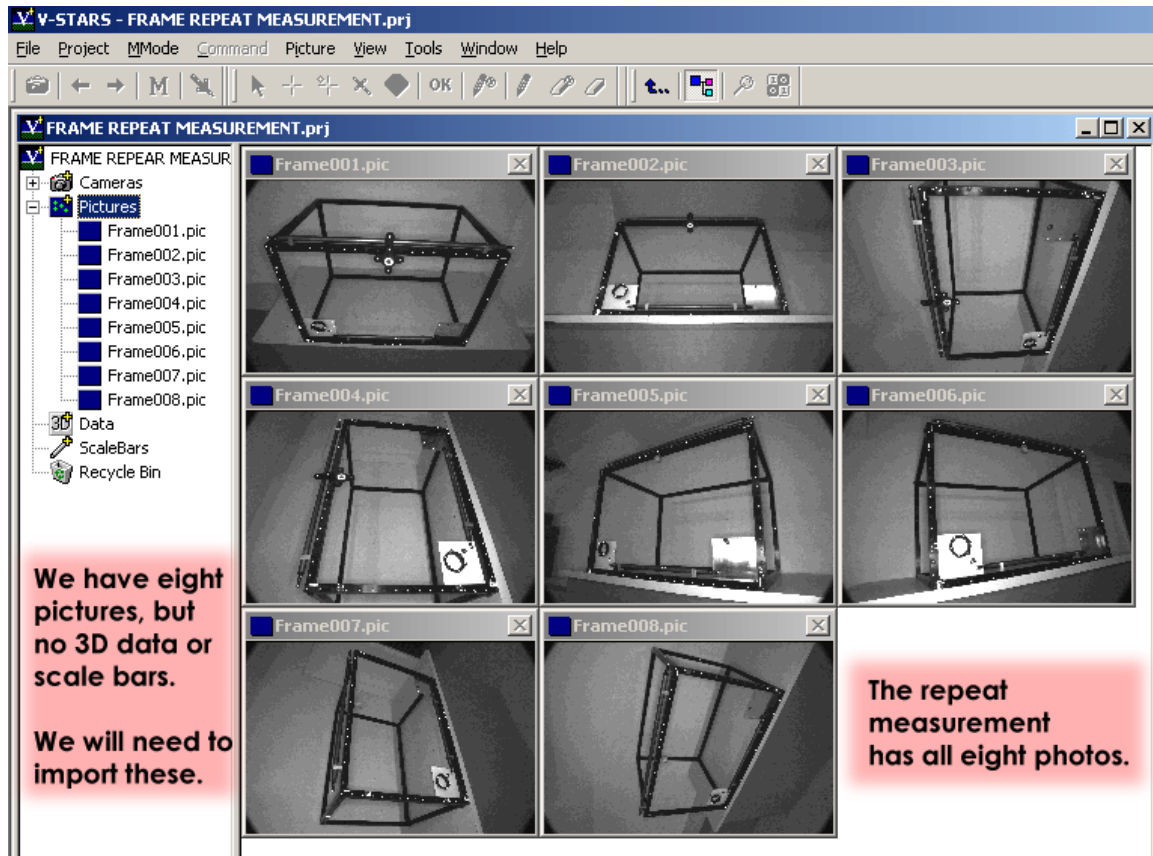 V-STARS - FRAME REPEAT MEASUREMENT.prj
File Project MMode Command Picture View Tools Window Help
M OK
FRAME REPEAT MEASUREMENT.prj
FRAME REPEAR MEASUR
Cameras
Pictures
Frame001.pic
Frame002.pic
Frame003.pic
Frame004.pic
Frame005.pic
Frame006.pic
Frame007.pic
Frame008.pic
3D Data
ScaleBars
Recycle Bin
Frame001.pic
Frame002.pic
Frame003.pic
Frame004.pic
Frame005.pic
Frame006.pic
Frame007.pic
Frame008.pic
We have eight
pictures, but
no 3D data or
scale bars.
We will need to
import these.
The repeat
measurement
has all eight photos.